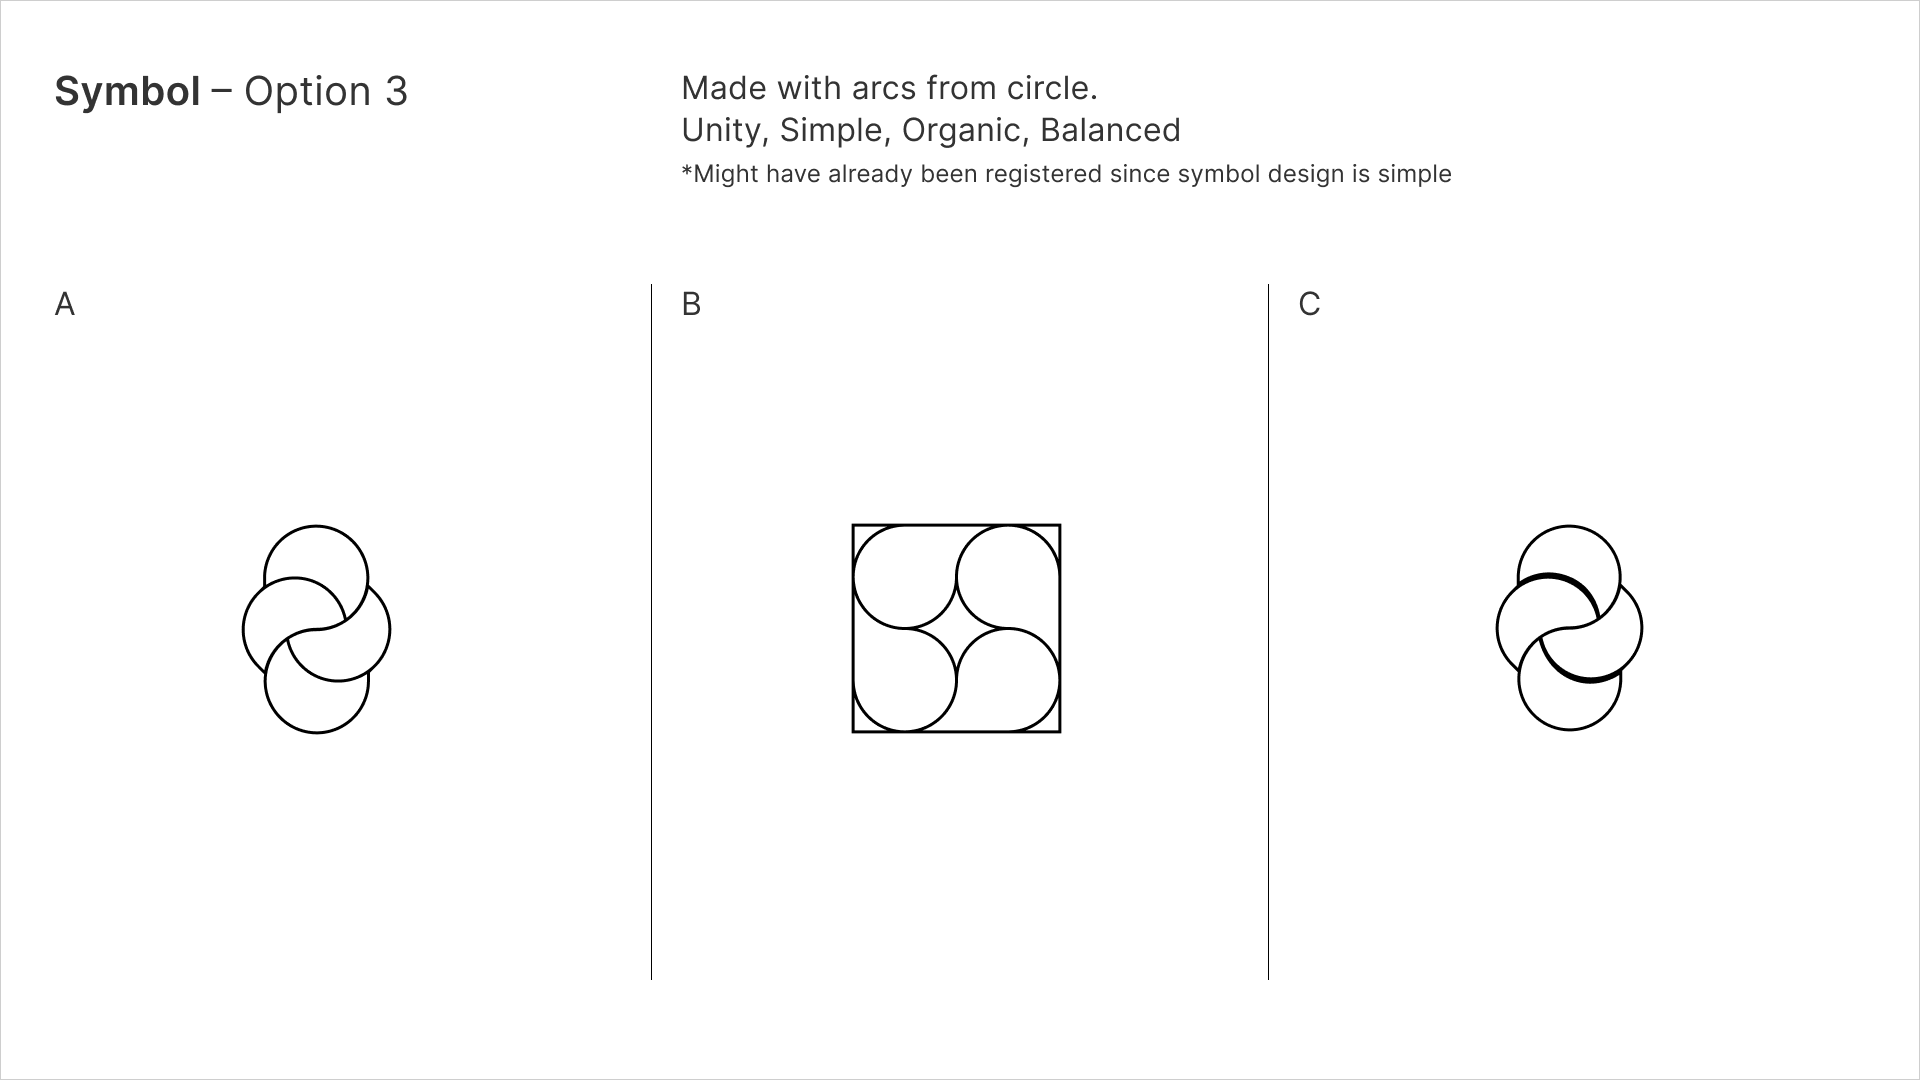 Symbol – Option 3
Made with arcs from circle.
Unity, Simple, Organic, Balanced
*Might have already been registered since symbol design is simple
A
B
C